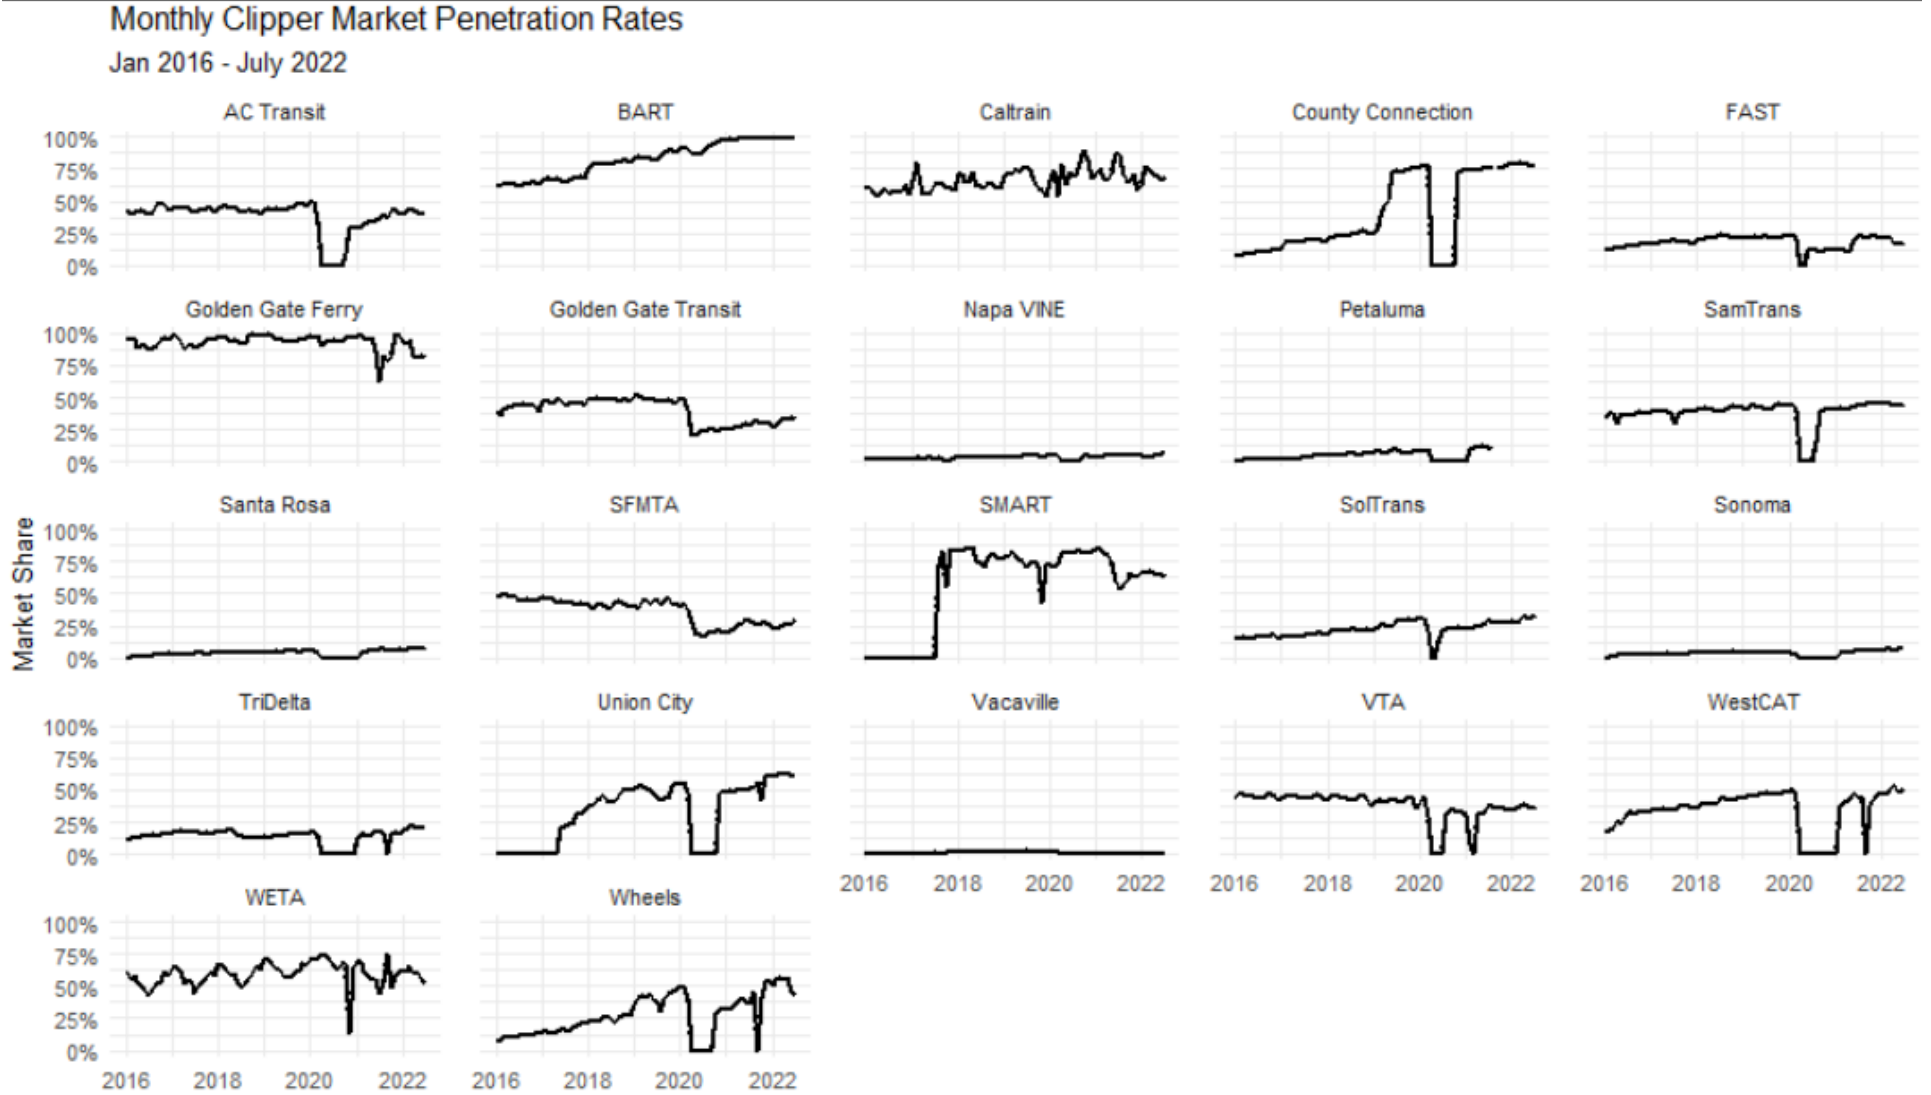 Monthly Clipper Market Penetration Rates
Jan 2016 - July 2022
AC Transit BART Caltrain County Connection FAST
100%
75%
50%
25%
0%
Golden Gate Ferry Golden Gate Transit Napa VINE Petaluma SamTrans
100%
75%
50%
25%
0%
Market Share
Santa Rosa SFMTA SMART SolTrans Sonoma
100%
75%
50%
25%
0%
TriDelta Union City Vacaville VTA WestCAT
100%
75%
50%
25%
0%
2016 2018 2020 2022 2016 2018 2020 2022 2016 2018 2020 2022
WETA Wheels
100%
75%
50%
25%
0%
2016 2018 2020 2022 2016 2018 2020 2022